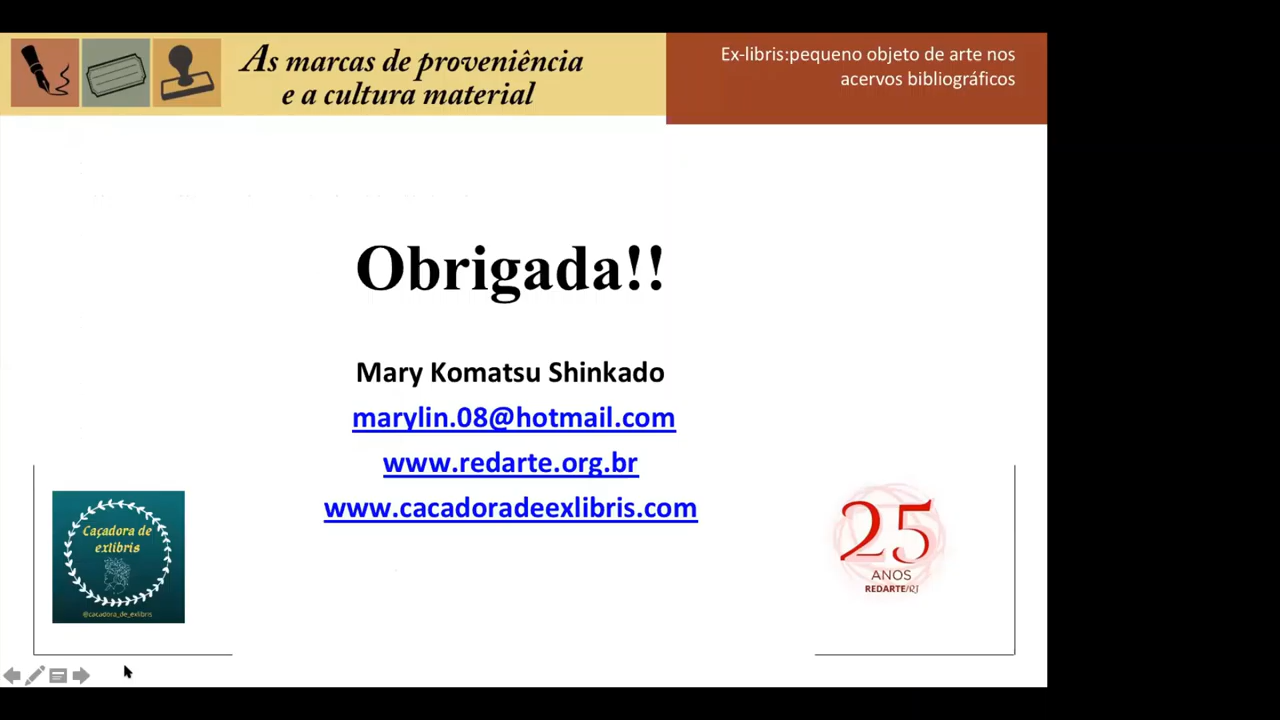 As marcas de proveniência
e a cultura material
Ex-libris:pequeno objeto de arte nos
acervos bibliográficos
Obrigada!!
Mary Komatsu Shinkado
marylin.08@hotmail.com
www.redarte.org.br
www.cacadoradeexlibris.com
Caçadora de
exlibris
@cacadora_de_exlibris
25
ANOS
REDARTE/RJ